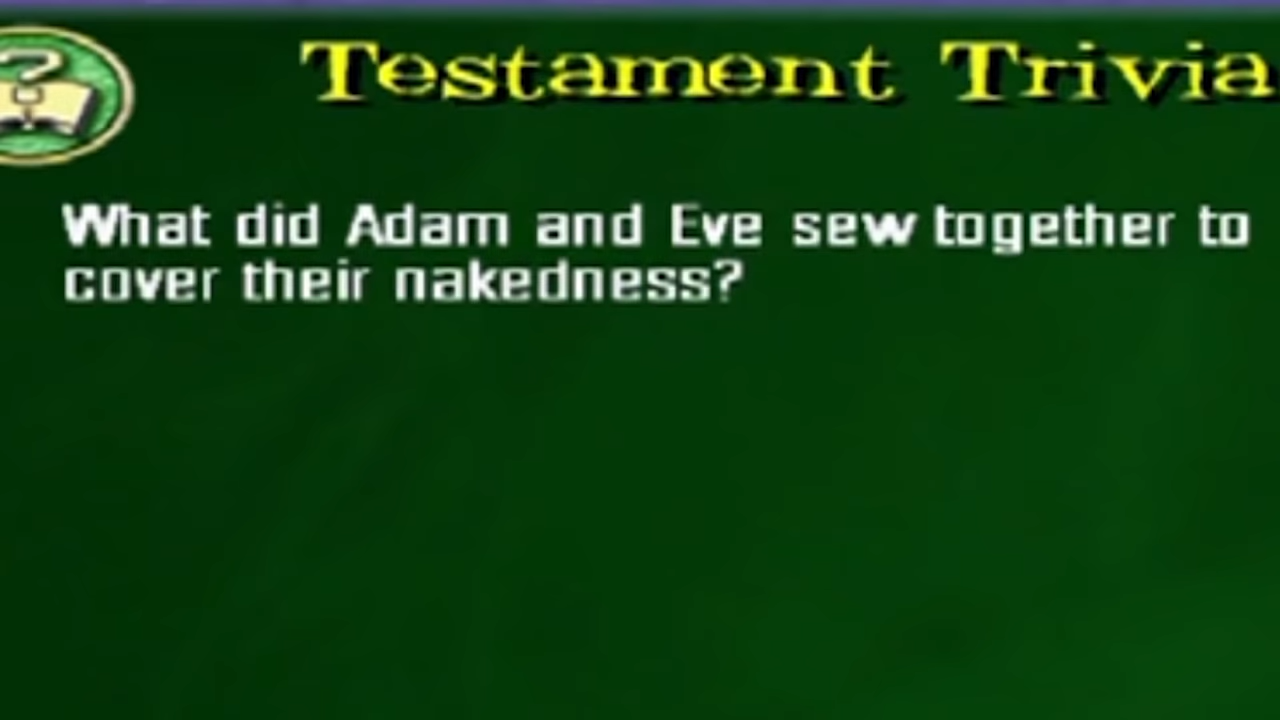 Testament Trivia
What did Adam and Eve sew together to
cover their nakedness?